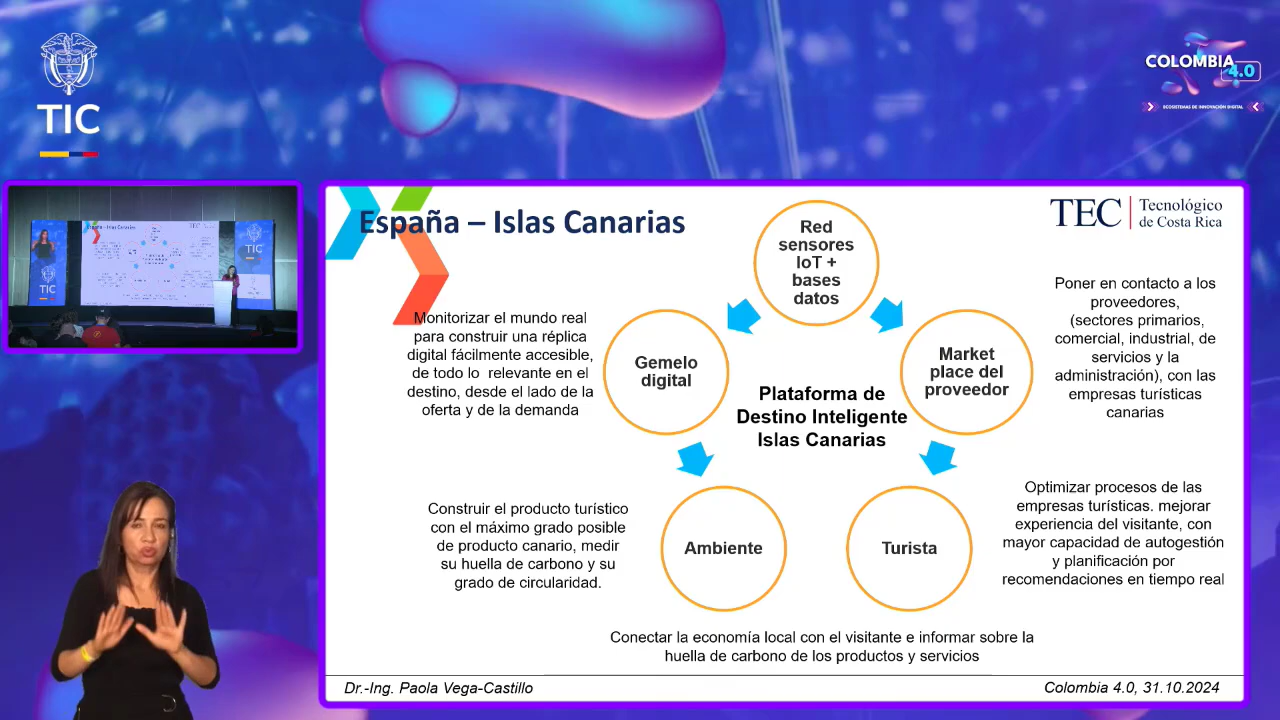 TIC
COLOMBIA
4.0
ECOSISTEMAS DE INNOVACIÓN DIGITAL
España – Islas Canarias
TEC | Tecnológico
de Costa Rica
Red
sensores
IoT +
bases
datos
Monitorizar el mundo real
para construir una réplica
digital fácilmente accesible,
de todo lo relevante en el
destino, desde el lado de la
oferta y de la demanda
Gemelo
digital
Plataforma de
Destino Inteligente
Islas Canarias
Market
place del
proveedor
Poner en contacto a los
proveedores,
(sectores primarios,
comercial, industrial, de
servicios y la
administración), con las
empresas turísticas
canarias
Construir el producto turístico
con el máximo grado posible
de producto canario, medir
su huella de carbono y su
grado de circularidad.
Ambiente
Turista
Optimizar procesos de las
empresas turísticas. mejorar
experiencia del visitante, con
mayor capacidad de autogestión
y planificación por
recomendaciones en tiempo real
Conectar la economía local con el visitante e informar sobre la
huella de carbono de los productos y servicios
Dr.-Ing. Paola Vega-Castillo
Colombia 4.0, 31.10.2024
España – Islas Canarias
TIC
TIC